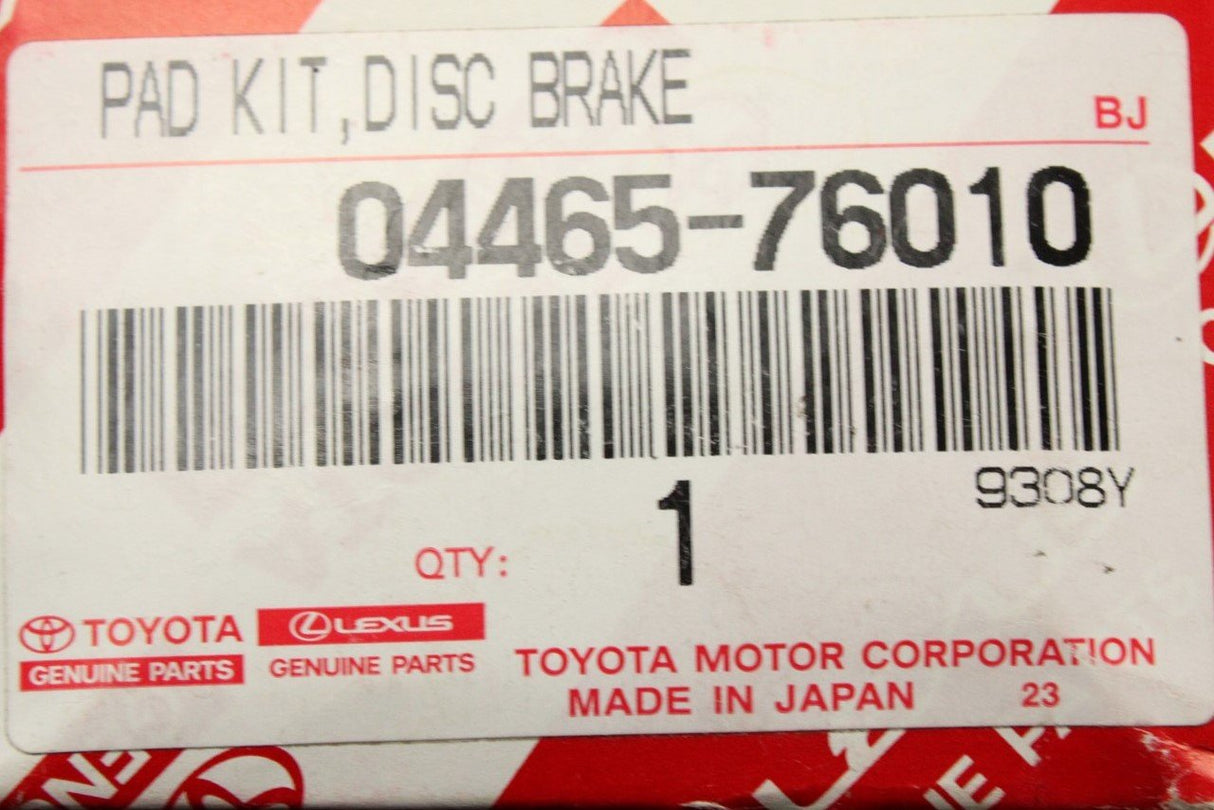 PAD KIT,DISC BRAKE
BJ
04465-76010
9308Y
QTY: 1
TOYOTA LEXUS
GENUINE PARTS GENUINE PARTS
TOYOTA MOTOR CORPORATION
MADE IN JAPAN 23